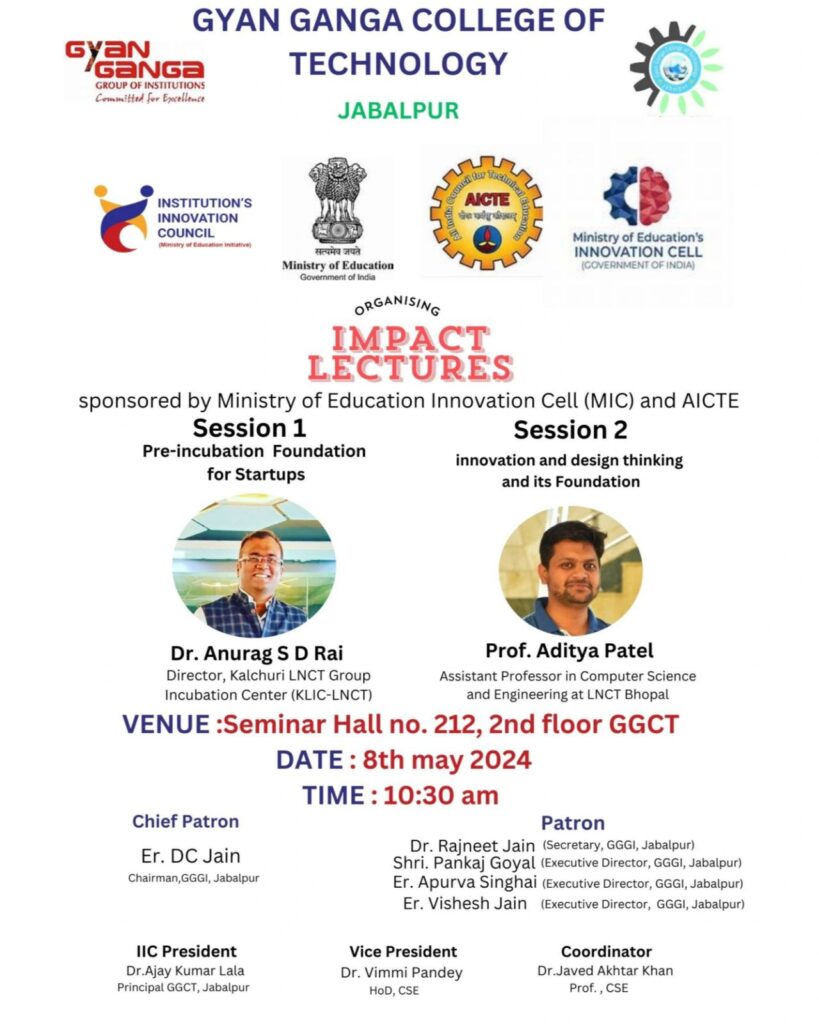 GYAN GANGA COLLEGE OF
TECHNOLOGY
JABALPUR
GYAN
GANGA
GROUP OF INSTITUTIONS
Committed for Excellence
INSTITUTION'S
INNOVATION
COUNCIL
(Ministry of Education Initiative)
सत्यमेव जयते
Ministry of Education
Government of India
All India Council for Technical Education
AICTE
Ministry of Education's
INNOVATION CELL
(GOVERNMENT OF INDIA)
ORGANISING
IMPACT
LECTURES
sponsored by Ministry of Education Innovation Cell (MIC) and AICTE
Session 1
Pre-incubation Foundation
for Startups
Dr. Anurag S D Rai
Director, Kalchuri LNCT Group
Incubation Center (KLIC-LNCT)
Session 2
innovation and design thinking
and its Foundation
Prof. Aditya Patel
Assistant Professor in Computer Science
and Engineering at LNCT Bhopal
VENUE :Seminar Hall no. 212, 2nd floor GGCT
DATE : 8th may 2024
TIME : 10:30 am
Chief Patron
Er. DC Jain
Chairman,GGGI, Jabalpur
Patron
Dr. Rajneet Jain (Secretary, GGGI, Jabalpur)
Shri. Pankaj Goyal (Executive Director, GGGI, Jabalpur)
Er. Apurva Singhai (Executive Director, GGGI, Jabalpur)
Er. Vishesh Jain (Executive Director, GGGI, Jabalpur)
IIC President
Dr.Ajay Kumar Lala
Principal GGCT, Jabalpur
Vice President
Dr. Vimmi Pandey
HoD, CSE
Coordinator
Dr.Javed Akhtar Khan
Prof. , CSE